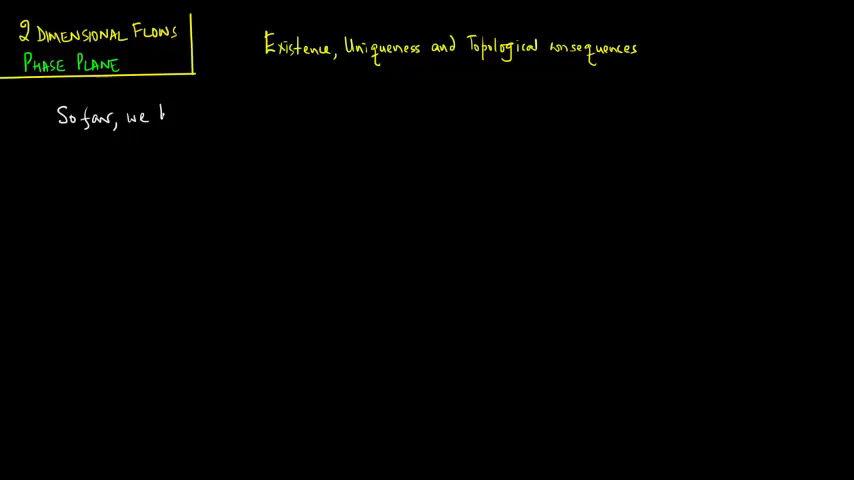 2 DIMENSIONAL FLOWS
PHASE PLANE
Existence, Uniqueness and Topological consequences
So far, we